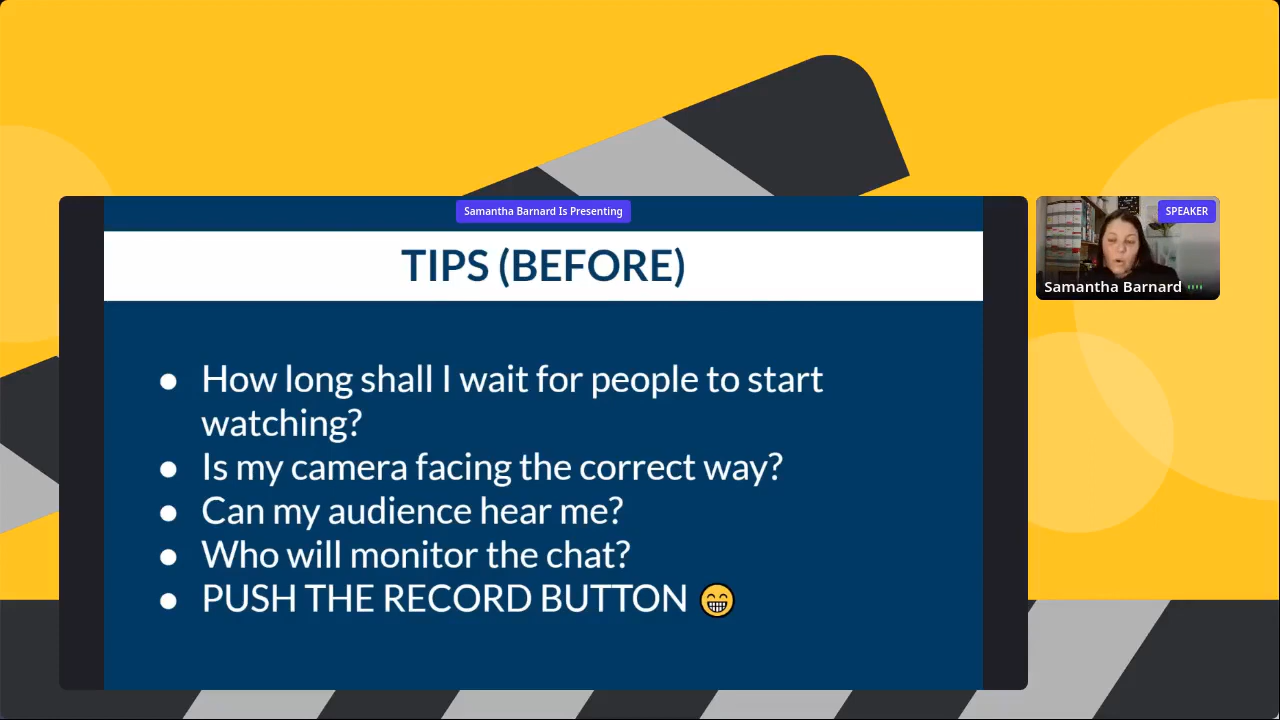 Samantha Barnard Is Presenting
SPEAKER
TIPS (BEFORE)
Samantha Barnard
● How long shall I wait for people to start
watching?
● Is my camera facing the correct way?
● Can my audience hear me?
● Who will monitor the chat?
● PUSH THE RECORD BUTTON 😁